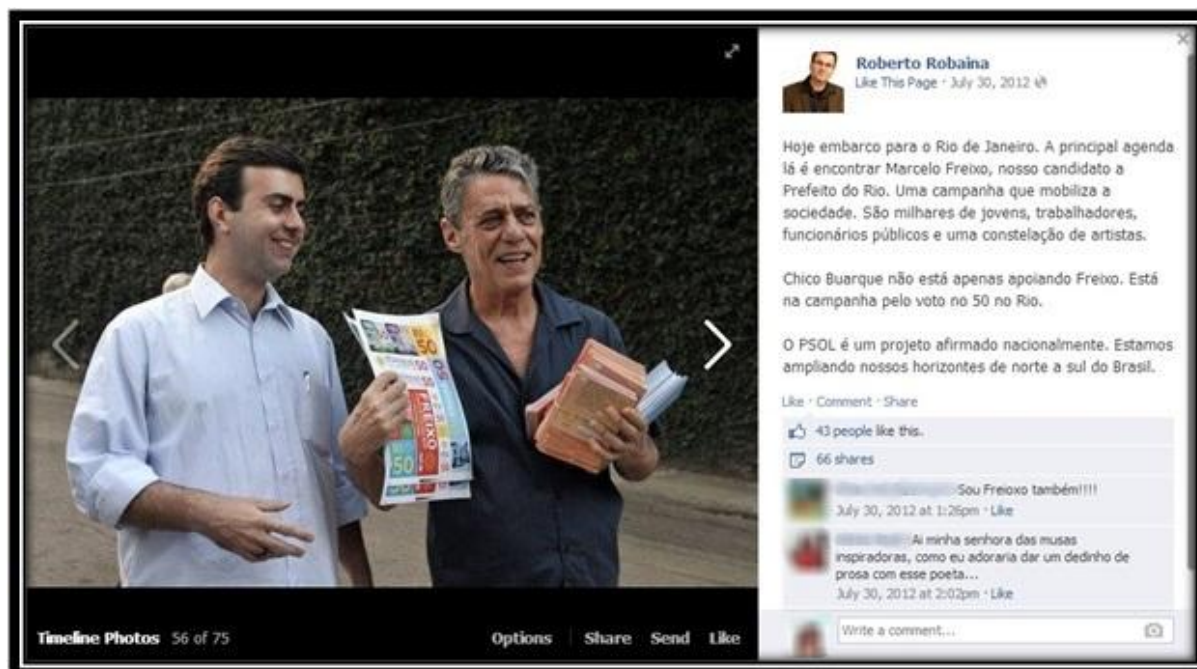 Roberto Robaina
Like This Page · July 30, 2012
Hoje embarco para o Rio de Janeiro. A principal agenda
lá é encontrar Marcelo Freixo, nosso candidato a
Prefeito do Rio. Uma campanha que mobiliza a
sociedade. São milhares de jovens, trabalhadores,
funcionários públicos e uma constelação de artistas.
Chico Buarque não está apenas apoiando Freixo. Está
na campanha pelo voto no 50 no Rio.
O PSOL é um projeto afirmado nacionalmente. Estamos
ampliando nossos horizontes de norte a sul do Brasil.
Like · Comment · Share
43 people like this.
66 shares
Sou Freioxo também!!!!
July 30, 2012 at 1:26pm · Like
Ai minha senhora das musas
inspiradoras, como eu adoraria dar um dedinho de
prosa com esse poeta...
July 30, 2012 at 2:02pm · Like
Write a comment...
50
50
50
FREIXO
50
Timeline Photos 56 of 75
Options Share Send Like